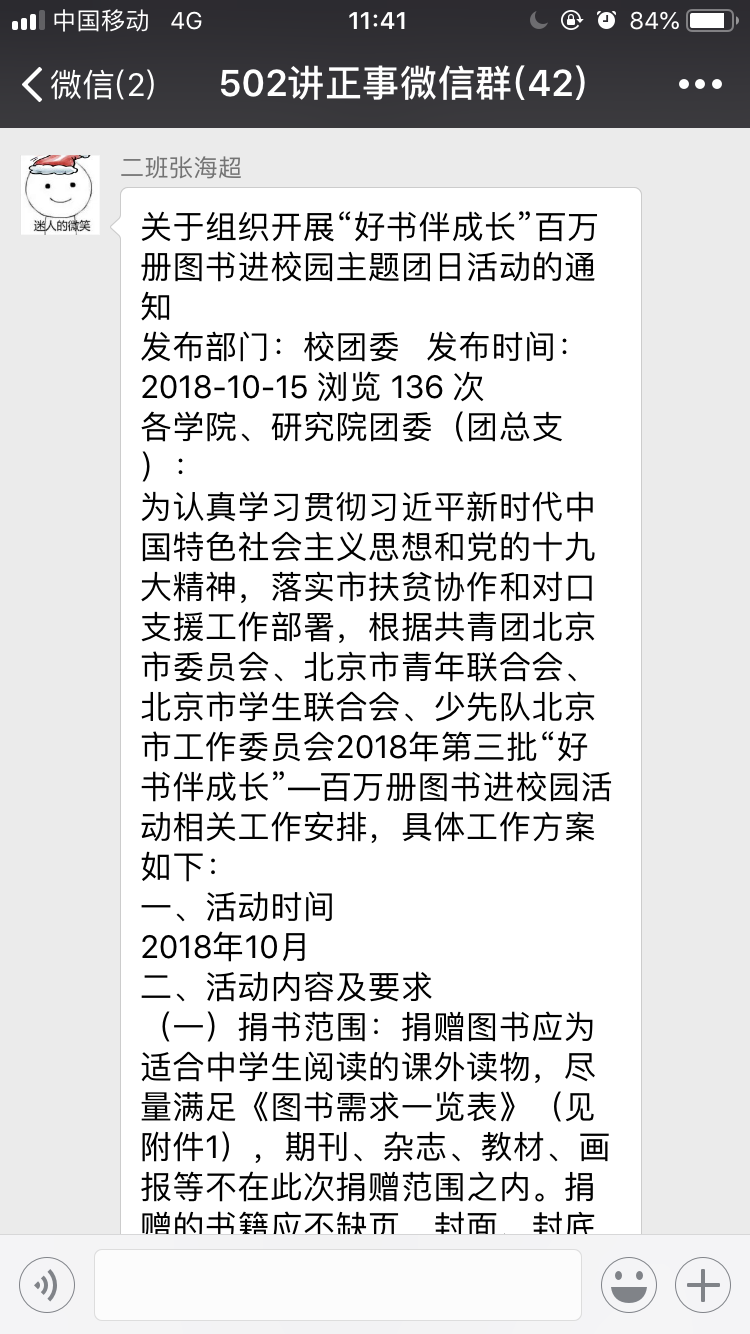 中国移动 4G 11:41 84%
微信(2) 502讲正事微信群(42)
二班张海超
迷人的微笑
关于组织开展“好书伴成长”百万
册图书进校园主题团日活动的通
知
发布部门：校团委 发布时间：
2018-10-15 浏览 136 次
各学院、研究院团委（团总支
）：
为认真学习贯彻习近平新时代中
国特色社会主义思想和党的十九
大精神，落实市扶贫协作和对口
支援工作部署，根据共青团北京
市委员会、北京市青年联合会、
北京市学生联合会、少先队北京
市工作委员会2018年第三批“好
书伴成长”—百万册图书进校园活
动相关工作安排，具体工作方案
如下：
一、活动时间
2018年10月
二、活动内容及要求
（一）捐书范围：捐赠图书应为
适合中学生阅读的课外读物，尽
量满足《图书需求一览表》（见
附件1），期刊、杂志、教材、画
报等不在此次捐赠范围之内。捐
赠的书籍应不缺页、封面、封底